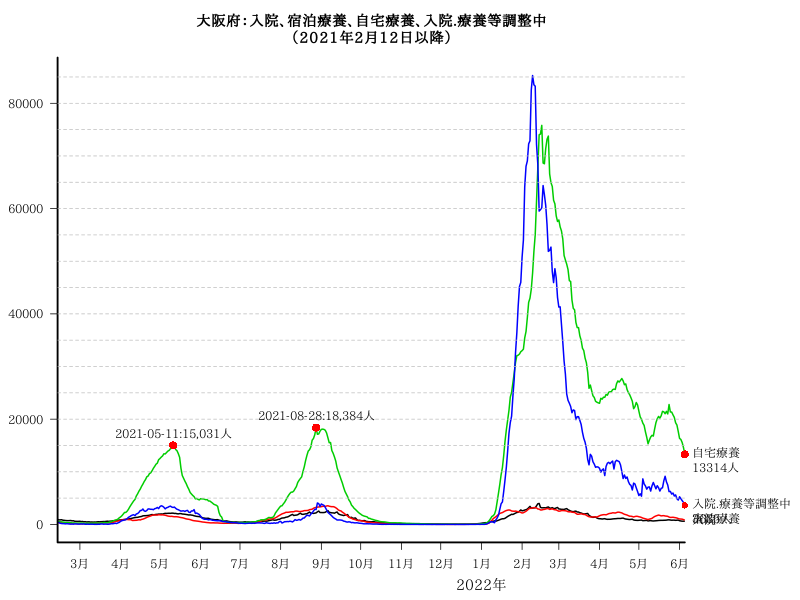 大阪府：入院、宿泊療養、自宅療養、入院.療養等調整中
（2021年2月12日以降）
80000
60000
40000
20000
0
2021-05-11:15,031人
2021-08-28:18,384人
自宅療養
13314人
入院.療養等調整中
3月 4月 5月 6月 7月 8月 9月 10月 11月 12月 1月 2月 3月 4月 5月 6月
2022年